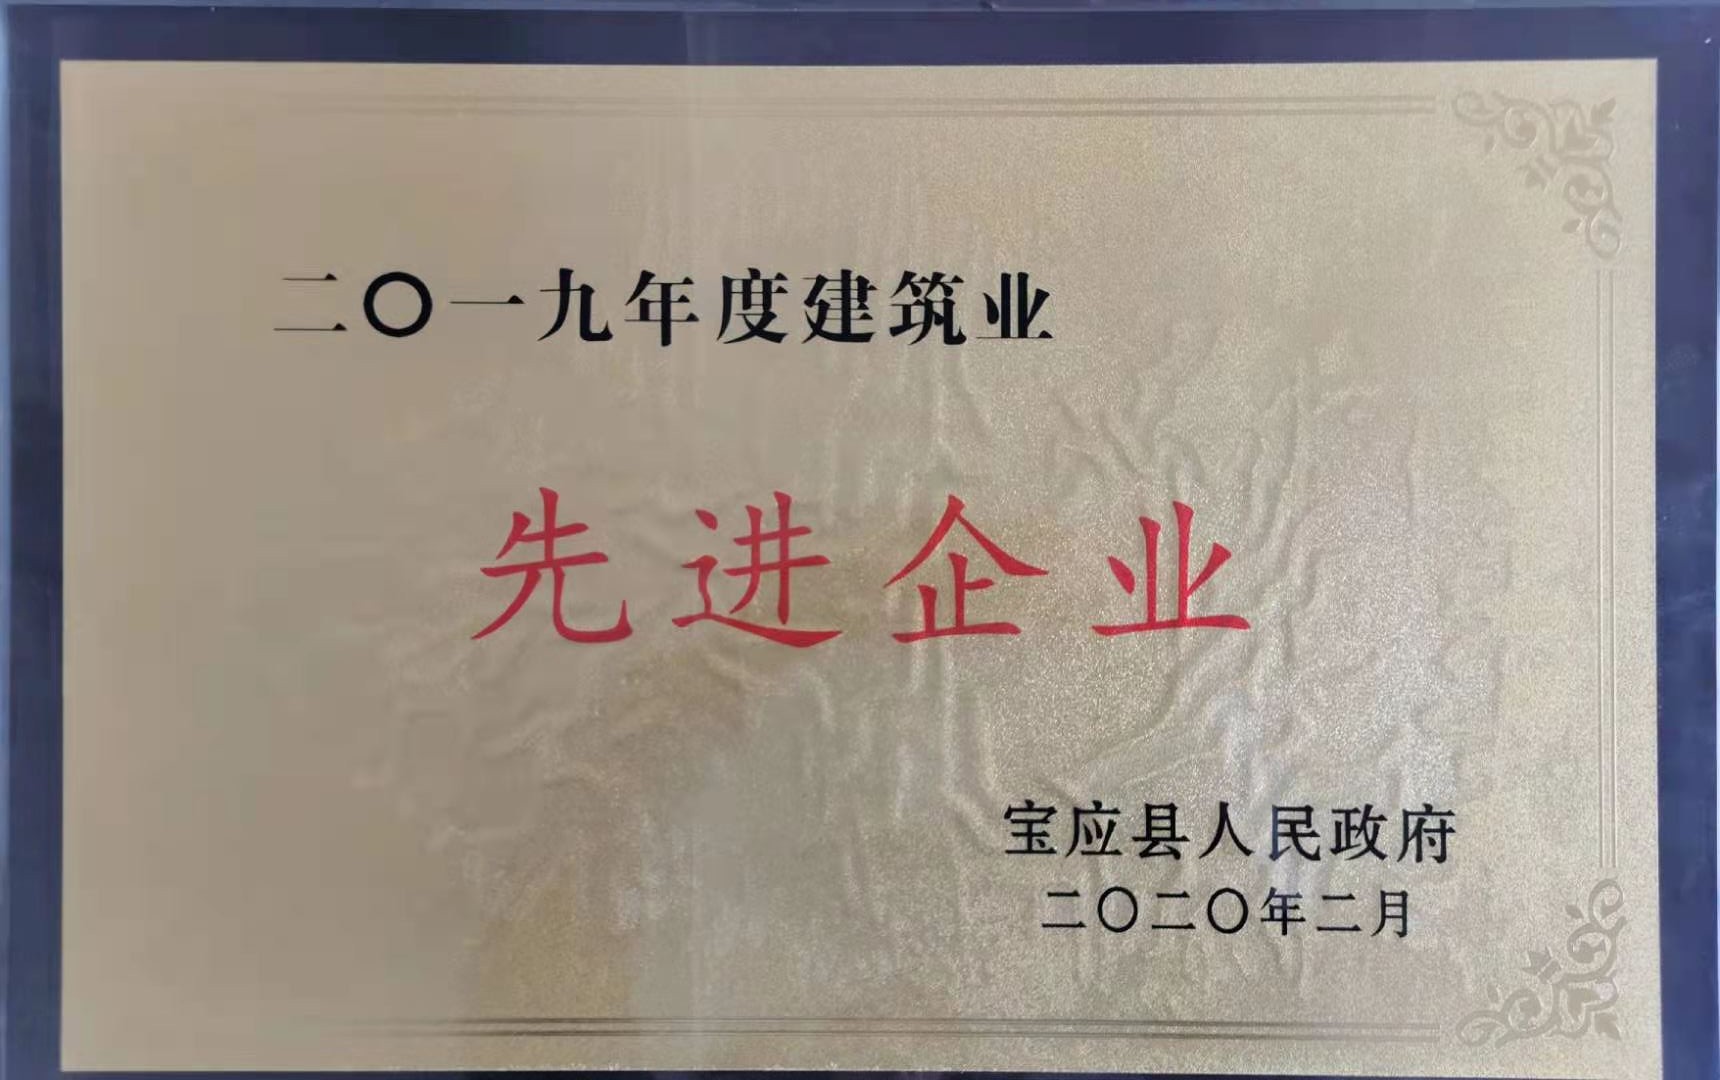 二〇一九年度建筑业
先进企业
宝应县人民政府
二〇二〇年二月